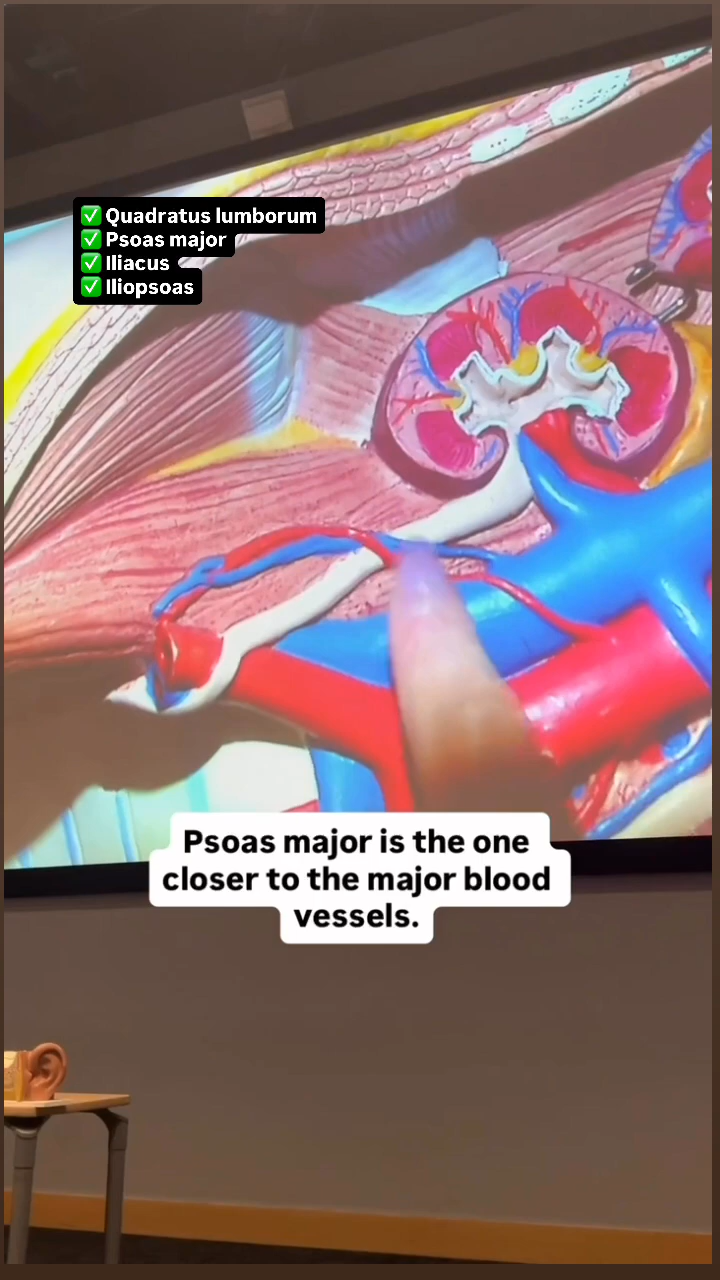 ✅ Quadratus lumborum
✅ Psoas major
✅ Iliacus
✅ Iliopsoas
Psoas major is the one
closer to the major blood
vessels.